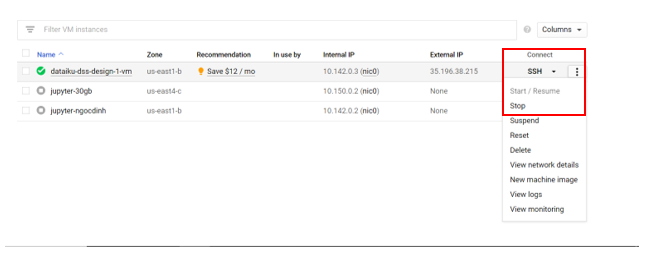 Filter VM instances
Columns
Name Zone Recommendation In use by Internal IP External IP Connect
dataiku-dss-design-1-vm us-east1-b Save $12 / mo 10.142.0.3 (nic0) 35.196.38.215 SSH
jupyter-30gb us-east4-c 10.150.0.2 (nic0) None Start / Resume
Stop
jupyter-ngocdinh us-east1-b 10.142.0.2 (nic0) None
Suspend
Reset
Delete
View network details
New machine image
View logs
View monitoring